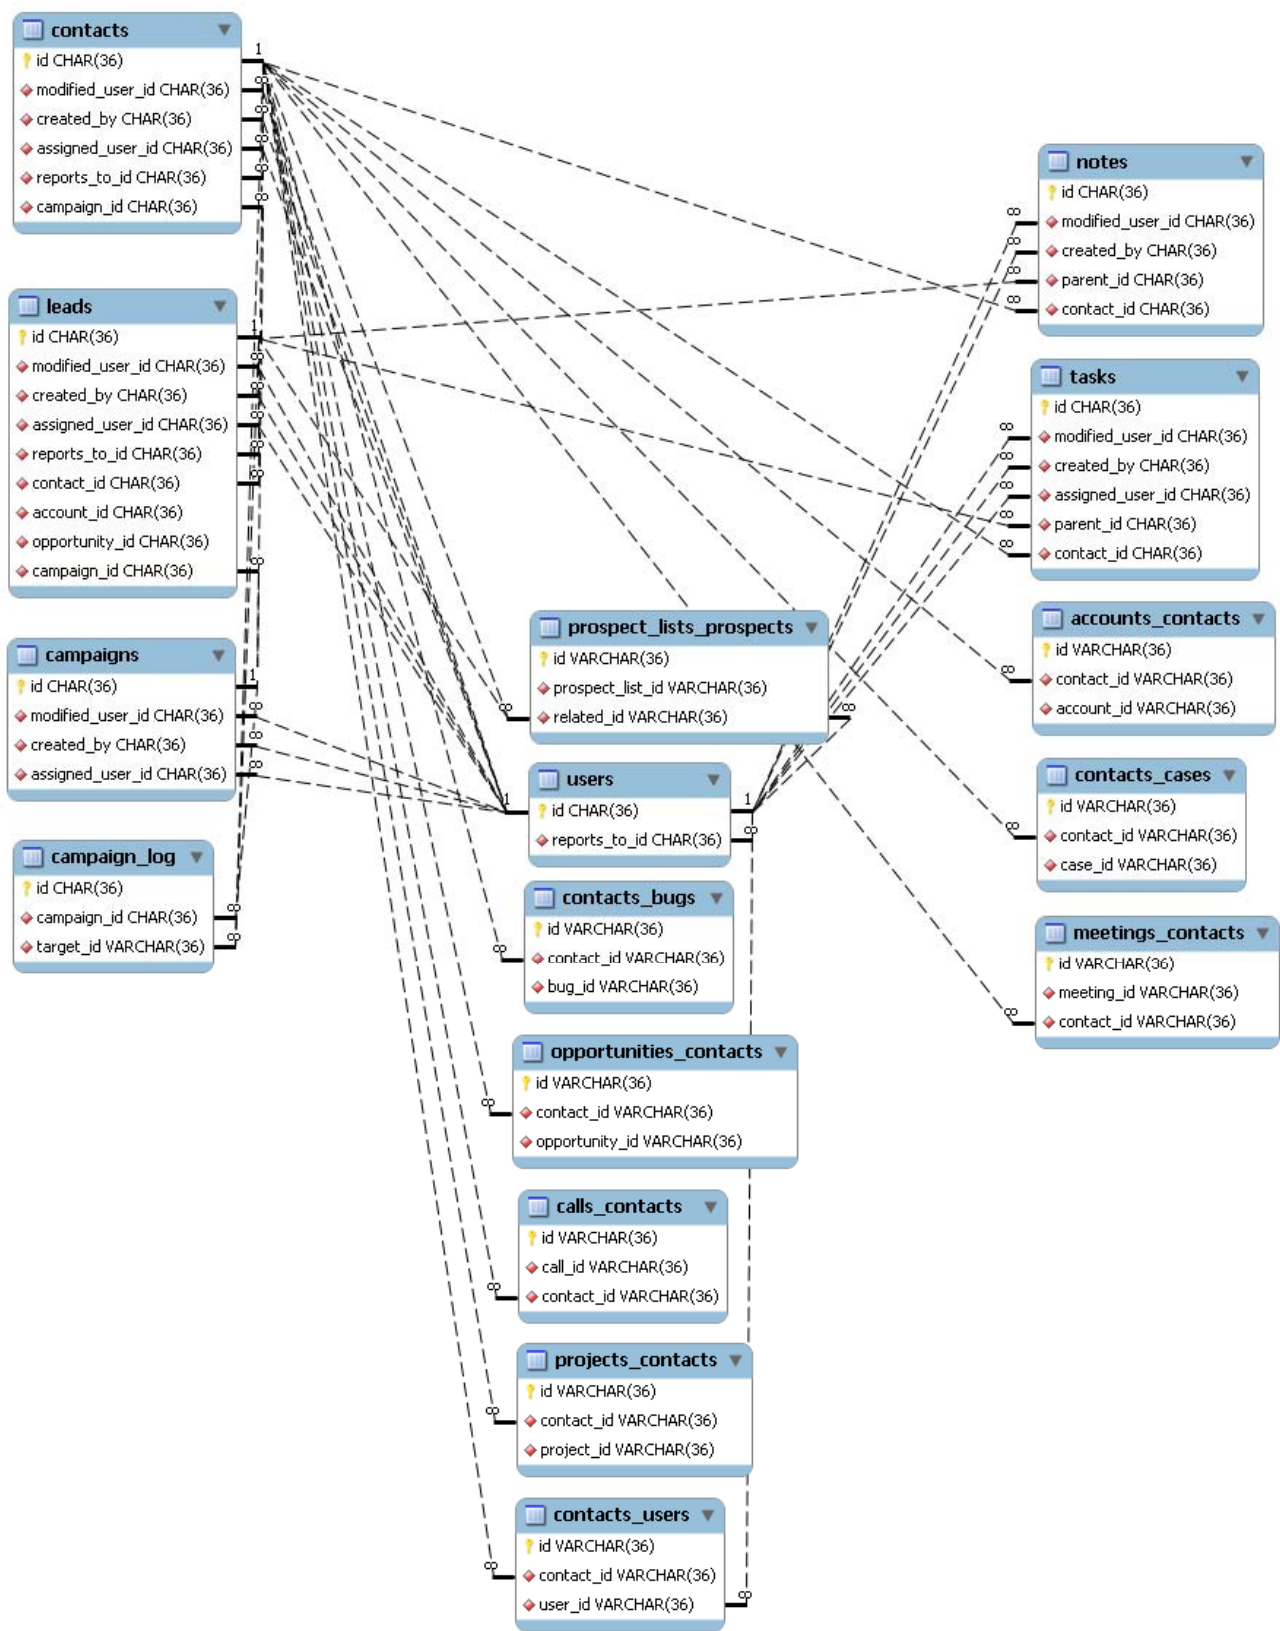 contacts
id CHAR(36)
modified_user_id CHAR(36)
created_by CHAR(36)
assigned_user_id CHAR(36)
reports_to_id CHAR(36)
campaign_id CHAR(36)
leads
id CHAR(36)
modified_user_id CHAR(36)
created_by CHAR(36)
assigned_user_id CHAR(36)
reports_to_id CHAR(36)
contact_id CHAR(36)
account_id CHAR(36)
opportunity_id CHAR(36)
campaign_id CHAR(36)
campaigns
id CHAR(36)
modified_user_id CHAR(36)
created_by CHAR(36)
assigned_user_id CHAR(36)
campaign_log
id CHAR(36)
campaign_id CHAR(36)
target_id VARCHAR(36)
prospect_lists_prospects
id VARCHAR(36)
prospect_list_id VARCHAR(36)
related_id VARCHAR(36)
users
id CHAR(36)
reports_to_id CHAR(36)
contacts_bugs
id VARCHAR(36)
contact_id VARCHAR(36)
bug_id VARCHAR(36)
opportunities_contacts
id VARCHAR(36)
contact_id VARCHAR(36)
opportunity_id VARCHAR(36)
calls_contacts
id VARCHAR(36)
call_id VARCHAR(36)
contact_id VARCHAR(36)
projects_contacts
id VARCHAR(36)
contact_id VARCHAR(36)
project_id VARCHAR(36)
contacts_users
id VARCHAR(36)
contact_id VARCHAR(36)
user_id VARCHAR(36)
notes
id CHAR(36)
modified_user_id CHAR(36)
created_by CHAR(36)
parent_id CHAR(36)
contact_id CHAR(36)
tasks
id CHAR(36)
modified_user_id CHAR(36)
created_by CHAR(36)
assigned_user_id CHAR(36)
parent_id CHAR(36)
contact_id CHAR(36)
accounts_contacts
id VARCHAR(36)
contact_id VARCHAR(36)
account_id VARCHAR(36)
contacts_cases
id VARCHAR(36)
contact_id VARCHAR(36)
case_id VARCHAR(36)
meetings_contacts
id VARCHAR(36)
meeting_id VARCHAR(36)
contact_id VARCHAR(36)
1
1
1
1
1